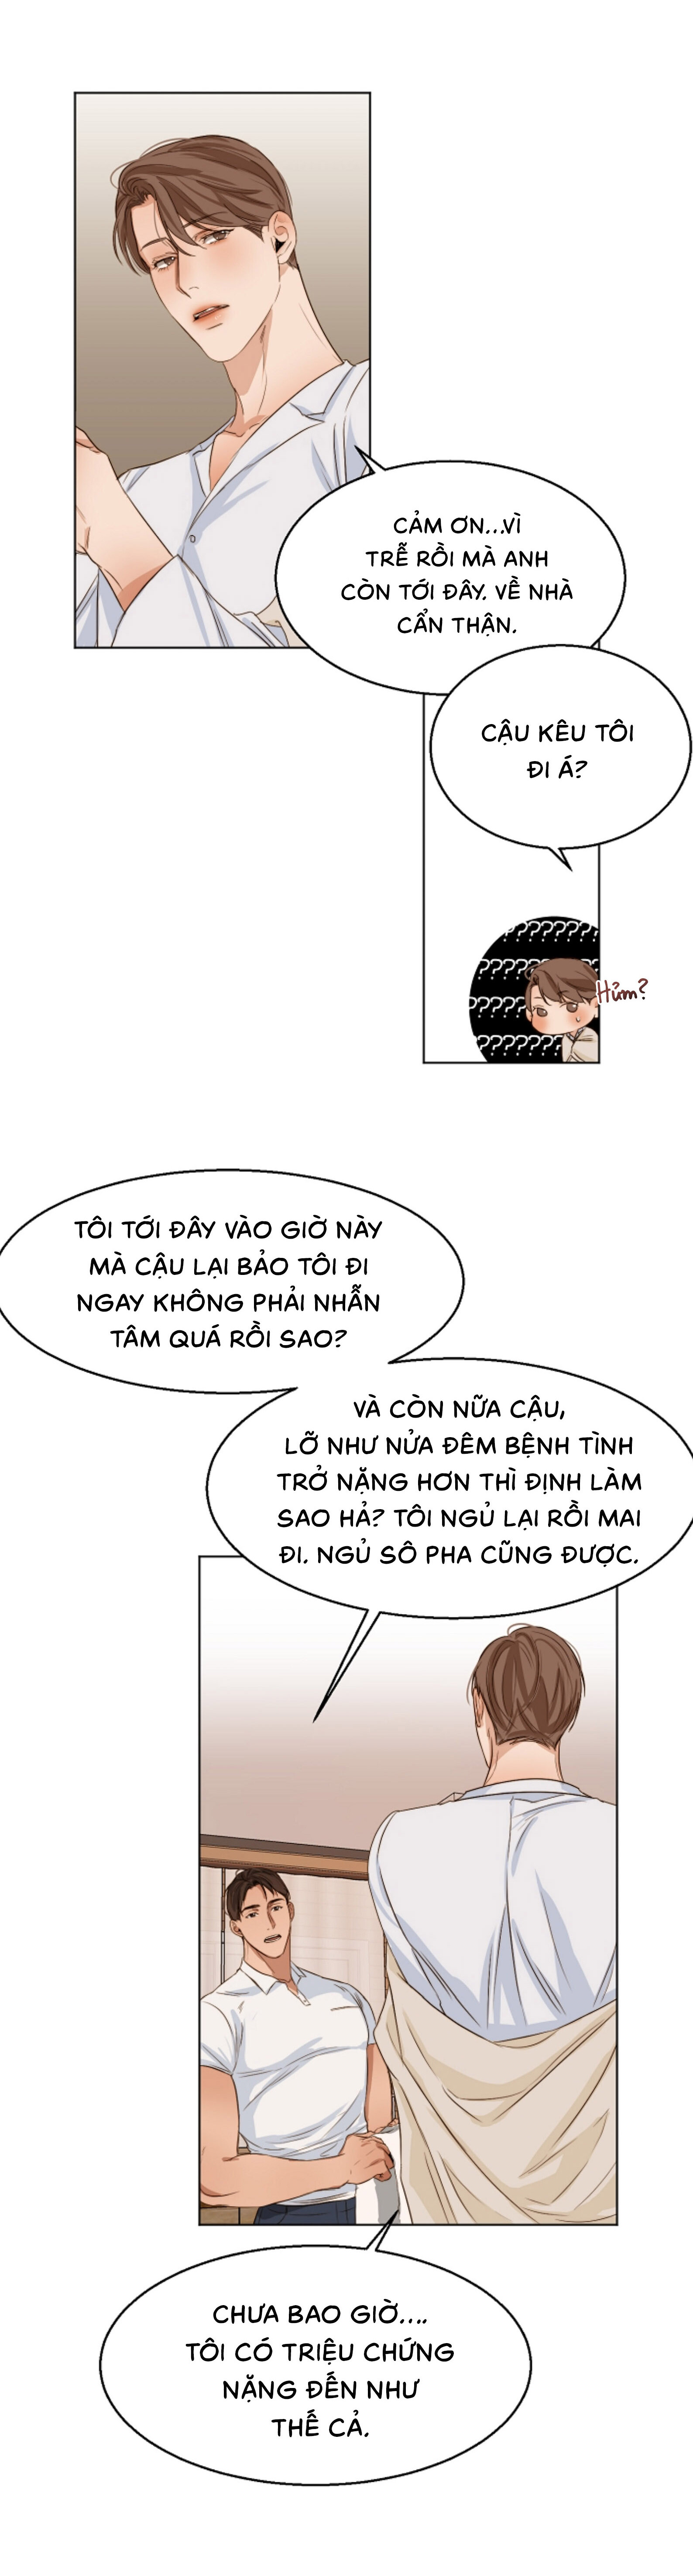 CẢM ƠN...VÌ
TRỄ RỒI MÀ ANH
CÒN TỚI ĐÂY. VỀ NHÀ
CẨN THẬN.
CẬU KÊU TÔI
ĐI Á?
????????
????????
????
????
???????
Hửm?
TÔI TỚI ĐÂY VÀO GIỜ NÀY
MÀ CẬU LẠI BẢO TÔI ĐI
NGAY KHÔNG PHẢI NHẪN
TÂM QUÁ RỒI SAO?
VÀ CÒN NỮA CẬU,
LỠ NHƯ NỬA ĐÊM BỆNH TÌNH
TRỞ NẶNG HƠN THÌ ĐỊNH LÀM
SAO HẢ? TÔI NGỦ LẠI RỒI MAI
ĐI. NGỦ SÔ PHA CŨNG ĐƯỢC.
CHƯA BAO GIỜ....
TÔI CÓ TRIỆU CHỨNG
NẶNG ĐẾN NHƯ
THẾ CẢ.